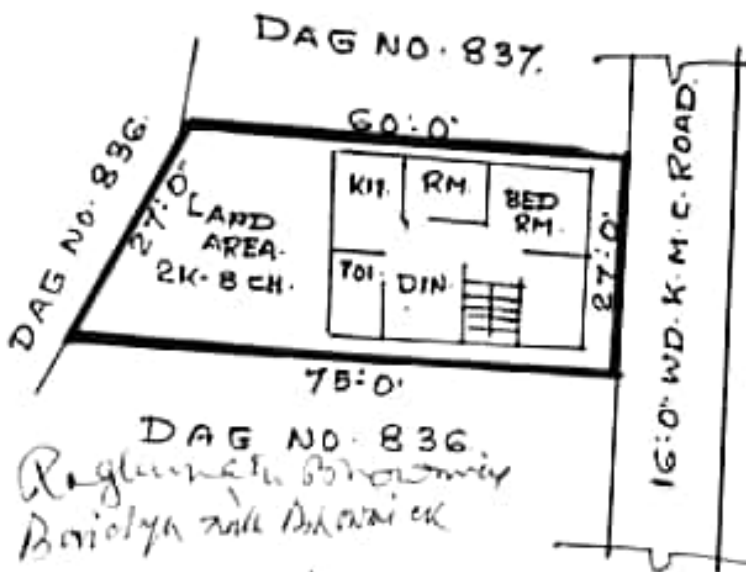 DAG NO. 837.
60'-0"
DAG NO. 836.
27'-0"
LAND
AREA.
2K-8 CH.
KIT.
RM.
BED
RM.
TOI.
DIN.
27'-0"
16'-0" WD. K. M. C. ROAD.
75'-0"
DAG NO. 836.
Raghunath Bhowmick
Bhowmick